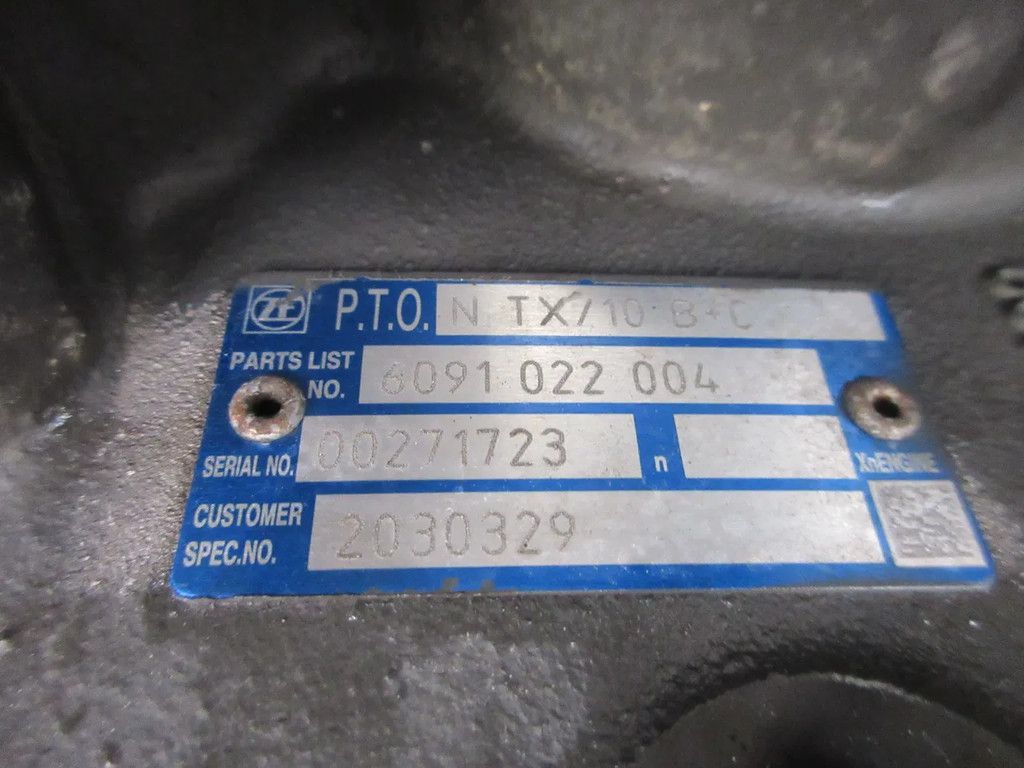 ZF P.T.O. N TX/10 B+C
PARTS LIST
NO. 6091 022 004
SERIAL NO. 00271723 n XnENGINE
CUSTOMER
SPEC.NO. 2030329